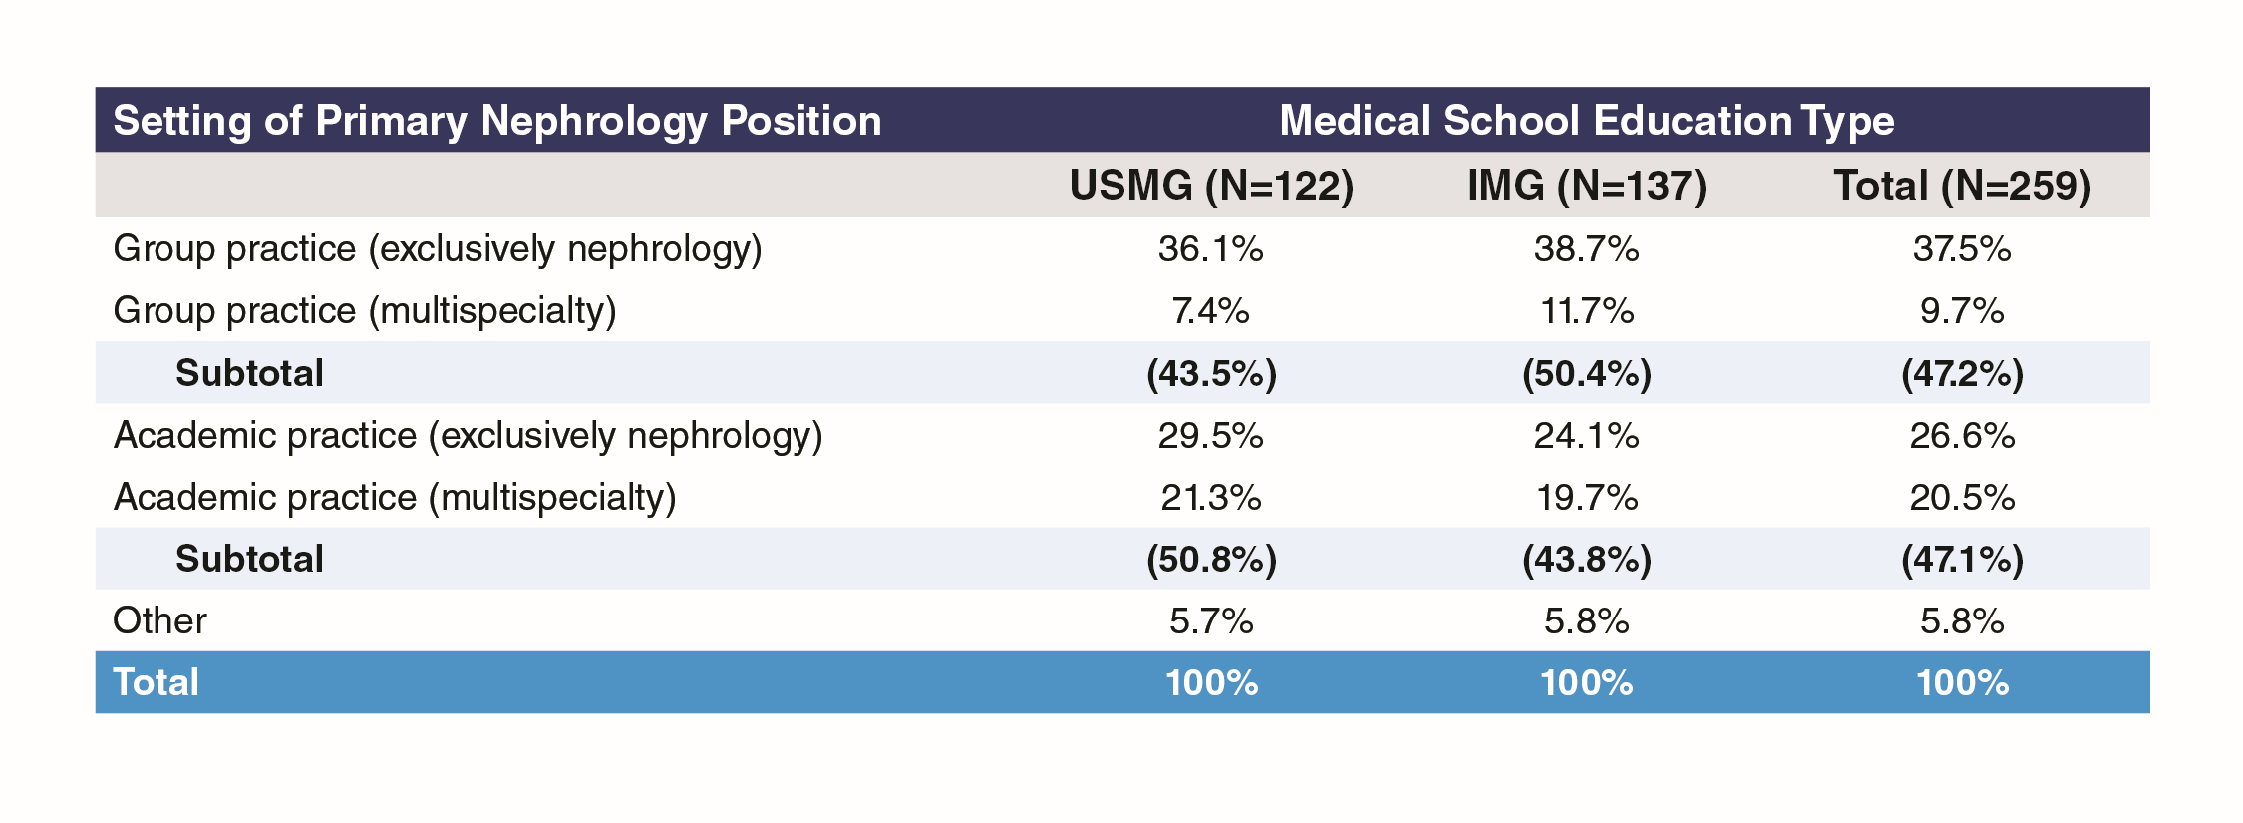 Setting of Primary Nephrology Position Medical School Education Type
USMG (N=122) IMG (N=137) Total (N=259)
Group practice (exclusively nephrology) 36.1% 38.7% 37.5%
Group practice (multispecialty) 7.4% 11.7% 9.7%
Subtotal (43.5%) (50.4%) (47.2%)
Academic practice (exclusively nephrology) 29.5% 24.1% 26.6%
Academic practice (multispecialty) 21.3% 19.7% 20.5%
Subtotal (50.8%) (43.8%) (47.1%)
Other 5.7% 5.8% 5.8%
Total 100% 100% 100%